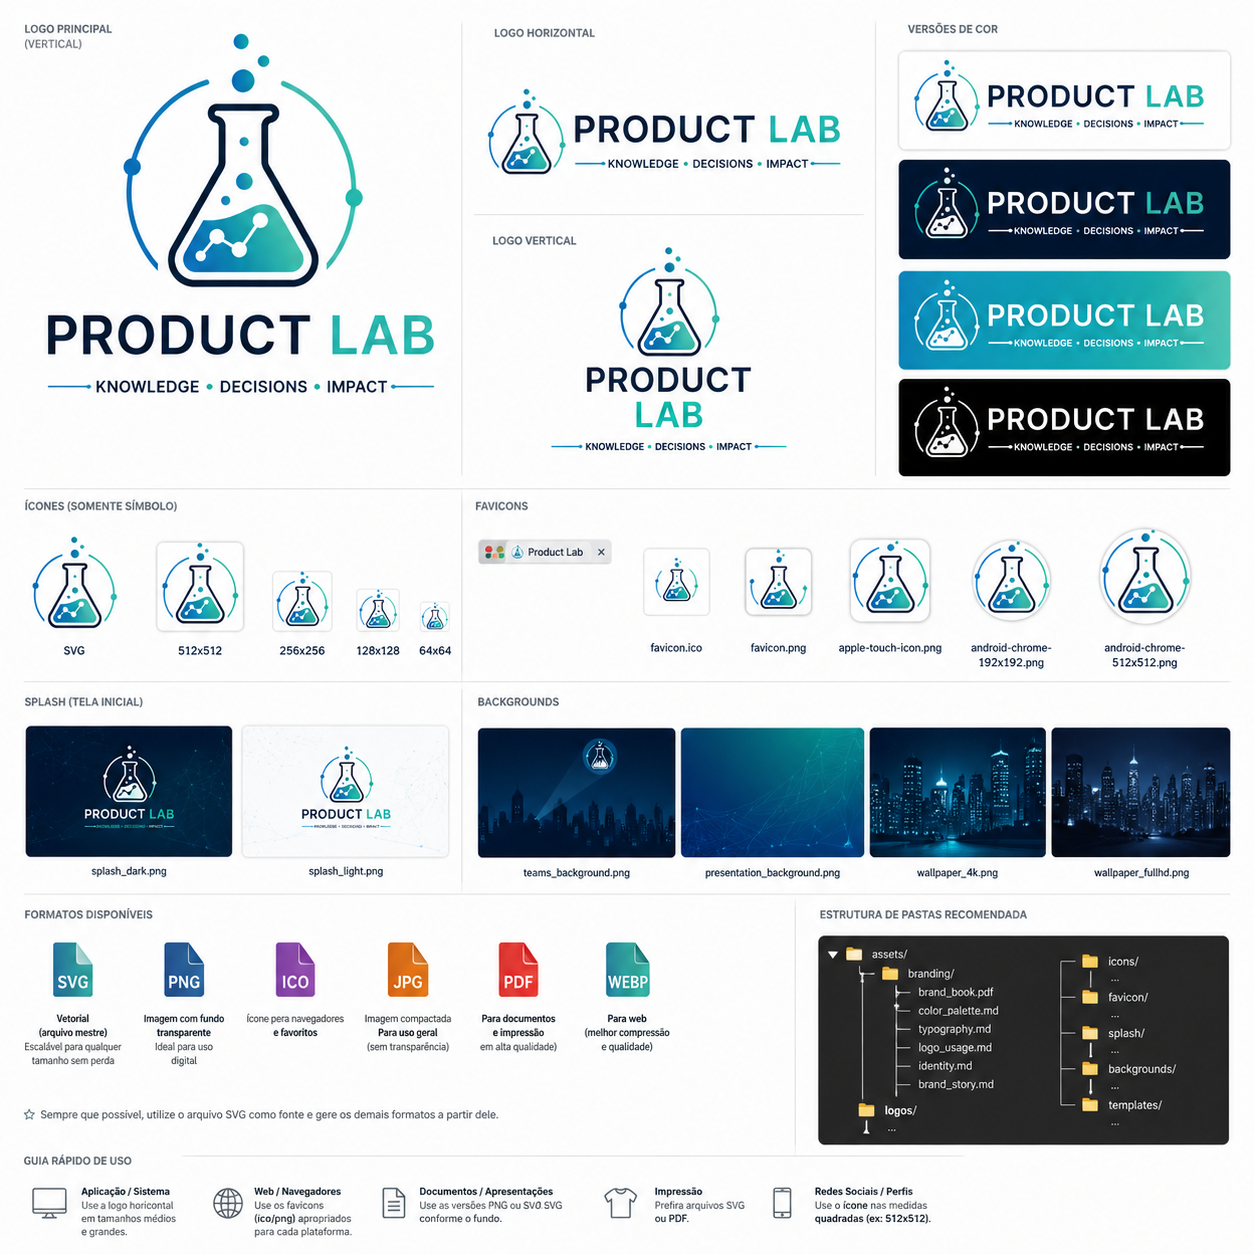 LOGO PRINCIPAL
(VERTICAL)
PRODUCT LAB
KNOWLEDGE • DECISIONS • IMPACT
LOGO HORIZONTAL
PRODUCT LAB
KNOWLEDGE • DECISIONS • IMPACT
LOGO VERTICAL
PRODUCT
LAB
KNOWLEDGE • DECISIONS • IMPACT
VERSÕES DE COR
PRODUCT LAB
KNOWLEDGE • DECISIONS • IMPACT
PRODUCT LAB
KNOWLEDGE • DECISIONS • IMPACT
PRODUCT LAB
KNOWLEDGE • DECISIONS • IMPACT
PRODUCT LAB
KNOWLEDGE • DECISIONS • IMPACT
ÍCONES (SOMENTE SÍMBOLO)
SVG
512x512
256x256
128x128
64x64
FAVICONS
Product Lab ×
favicon.ico
favicon.png
apple-touch-icon.png
android-chrome-
192x192.png
android-chrome-
512x512.png
SPLASH (TELA INICIAL)
PRODUCT LAB
KNOWLEDGE • DECISIONS • IMPACT
splash_dark.png
PRODUCT LAB
KNOWLEDGE • DECISIONS • IMPACT
splash_light.png
BACKGROUNDS
teams_background.png
presentation_background.png
wallpaper_4k.png
wallpaper_fullhd.png
FORMATOS DISPONÍVEIS
SVG
Vetorial
(arquivo mestre)
Escalável para qualquer
tamanho sem perda
PNG
Imagem com fundo
transparente
Ideal para uso
digital
ICO
Ícone pera navegadores
e favoritos
JPG
Imagem compactada
Para uso geral
(sem transparência)
PDF
Para documentos
e impressão
em alta qualidade)
WEBP
Para web
(melhor compressão
e qualidade)
Sempre que possível, utilize o arquivo SVG como fonte e gere os demais formatos a partir dele.
ESTRUTURA DE PASTAS RECOMENDADA
assets/
branding/
brand_book.pdf
color_palette.md
typography.md
logo_usage.md
identity.md
brand_story.md
logos/
...
icons/
...
favicon/
...
splash/
...
backgrounds/
...
templates/
...
GUIA RÁPIDO DE USO
Aplicação / Sistema
Use a logo horizontal
em tamanhos médios
e grandes.
Web / Navegadores
Use os favicons
(ico/png) apropriados
para cada plataforma.
Documentos / Apresentações
Use as versões PNG ou SVG SVG
conforme o fundo.
Impressão
Prefira arquivos SVG
ou PDF.
Redes Sociais / Perfis
Use o ícone nas medidas
quadradas (ex: 512x512).